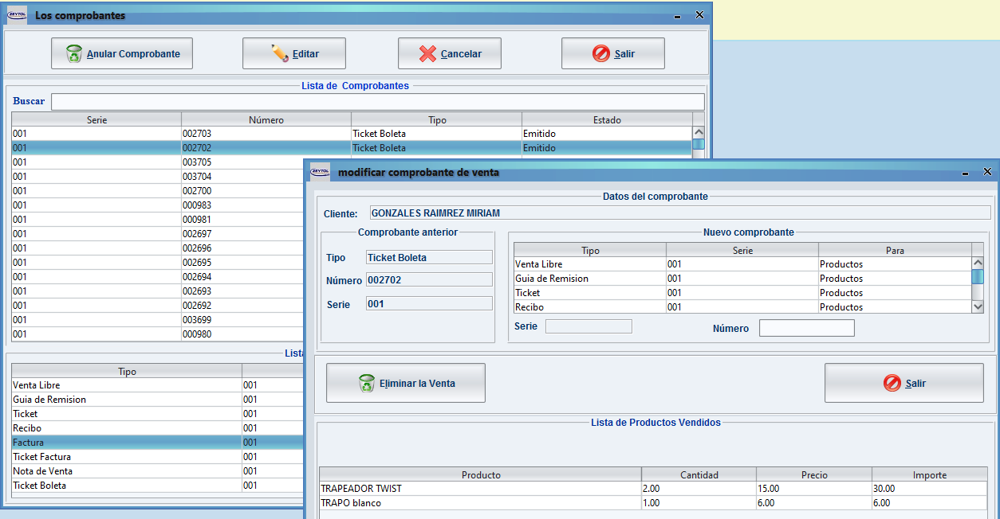 ZEYTOL Los comprobantes
Anular Comprobante Editar Cancelar Salir
Lista de Comprobantes
Buscar
Serie Número Tipo Estado
001 002703 Ticket Boleta Emitido
001 002702 Ticket Boleta Emitido
001 003705
001 003704
001 002700
001 000983
001 000981
001 002697
001 002696
001 002695
001 002694
001 002693
001 002692
001 003699
001 000980
Lista
Tipo
Venta Libre 001
Guia de Remision 001
Ticket 001
Recibo 001
Factura 001
Ticket Factura 001
Nota de Venta 001
Ticket Boleta 001
ZEYTOL modificar comprobante de venta
Datos del comprobante
Cliente: GONZALES RAIMREZ MIRIAM
Comprobante anterior
Tipo Ticket Boleta
Número 002702
Serie 001
Nuevo comprobante
Tipo Serie Para
Venta Libre 001 Productos
Guia de Remision 001 Productos
Ticket 001 Productos
Recibo 001 Productos
Serie Número
Eliminar la Venta Salir
Lista de Productos Vendidos
Producto Cantidad Precio Importe
TRAPEADOR TWIST 2.00 15.00 30.00
TRAPO blanco 1.00 6.00 6.00